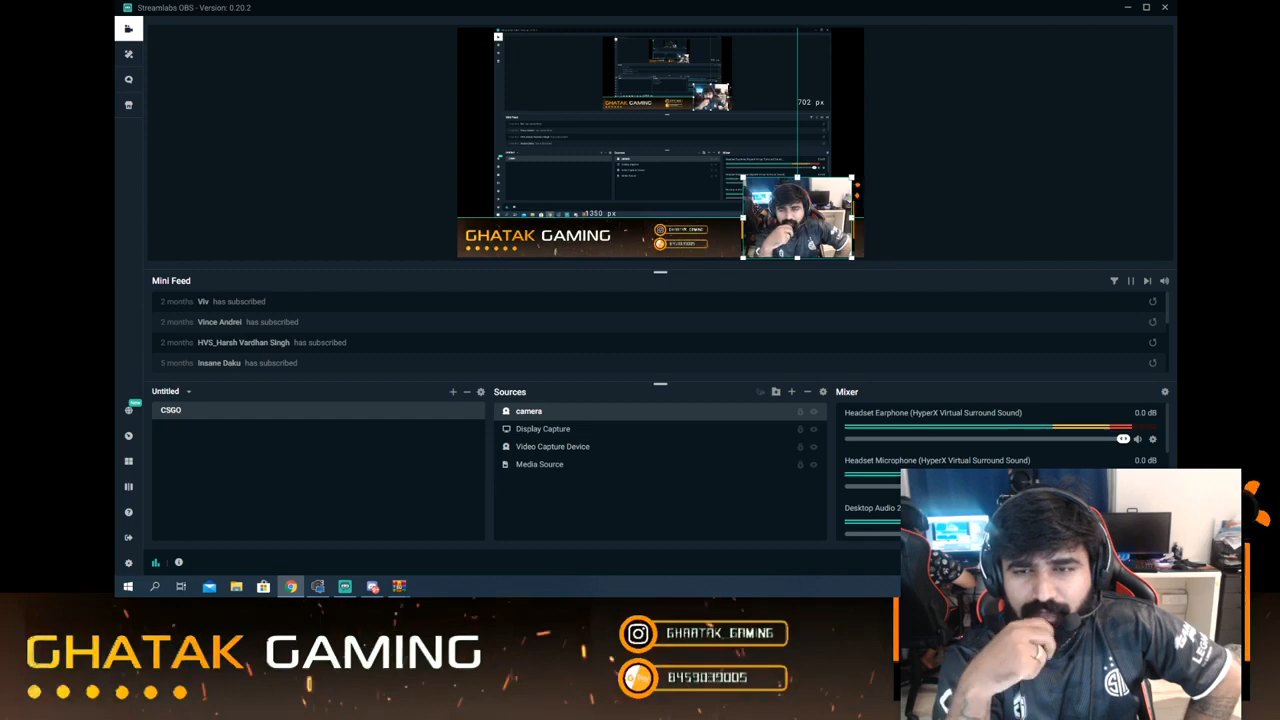 Streamlabs OBS - Version: 0.20.2
702 px
1350 px
GHATAK GAMING
Mini Feed
2 months Viv has subscribed
2 months Vince Andrei has subscribed
2 months HVS_Harsh Vardhan Singh has subscribed
5 months Insane Daku has subscribed
Untitled
Sources
Mixer
New
CSGO
camera
Display Capture
Video Capture Device
Media Source
Headset Earphone (HyperX Virtual Surround Sound) 0.0 dB
Headset Microphone (HyperX Virtual Surround Sound) 0.0 dB
Desktop Audio 2
GHATAK GAMING
GHAATAK_GAMING
8459039005